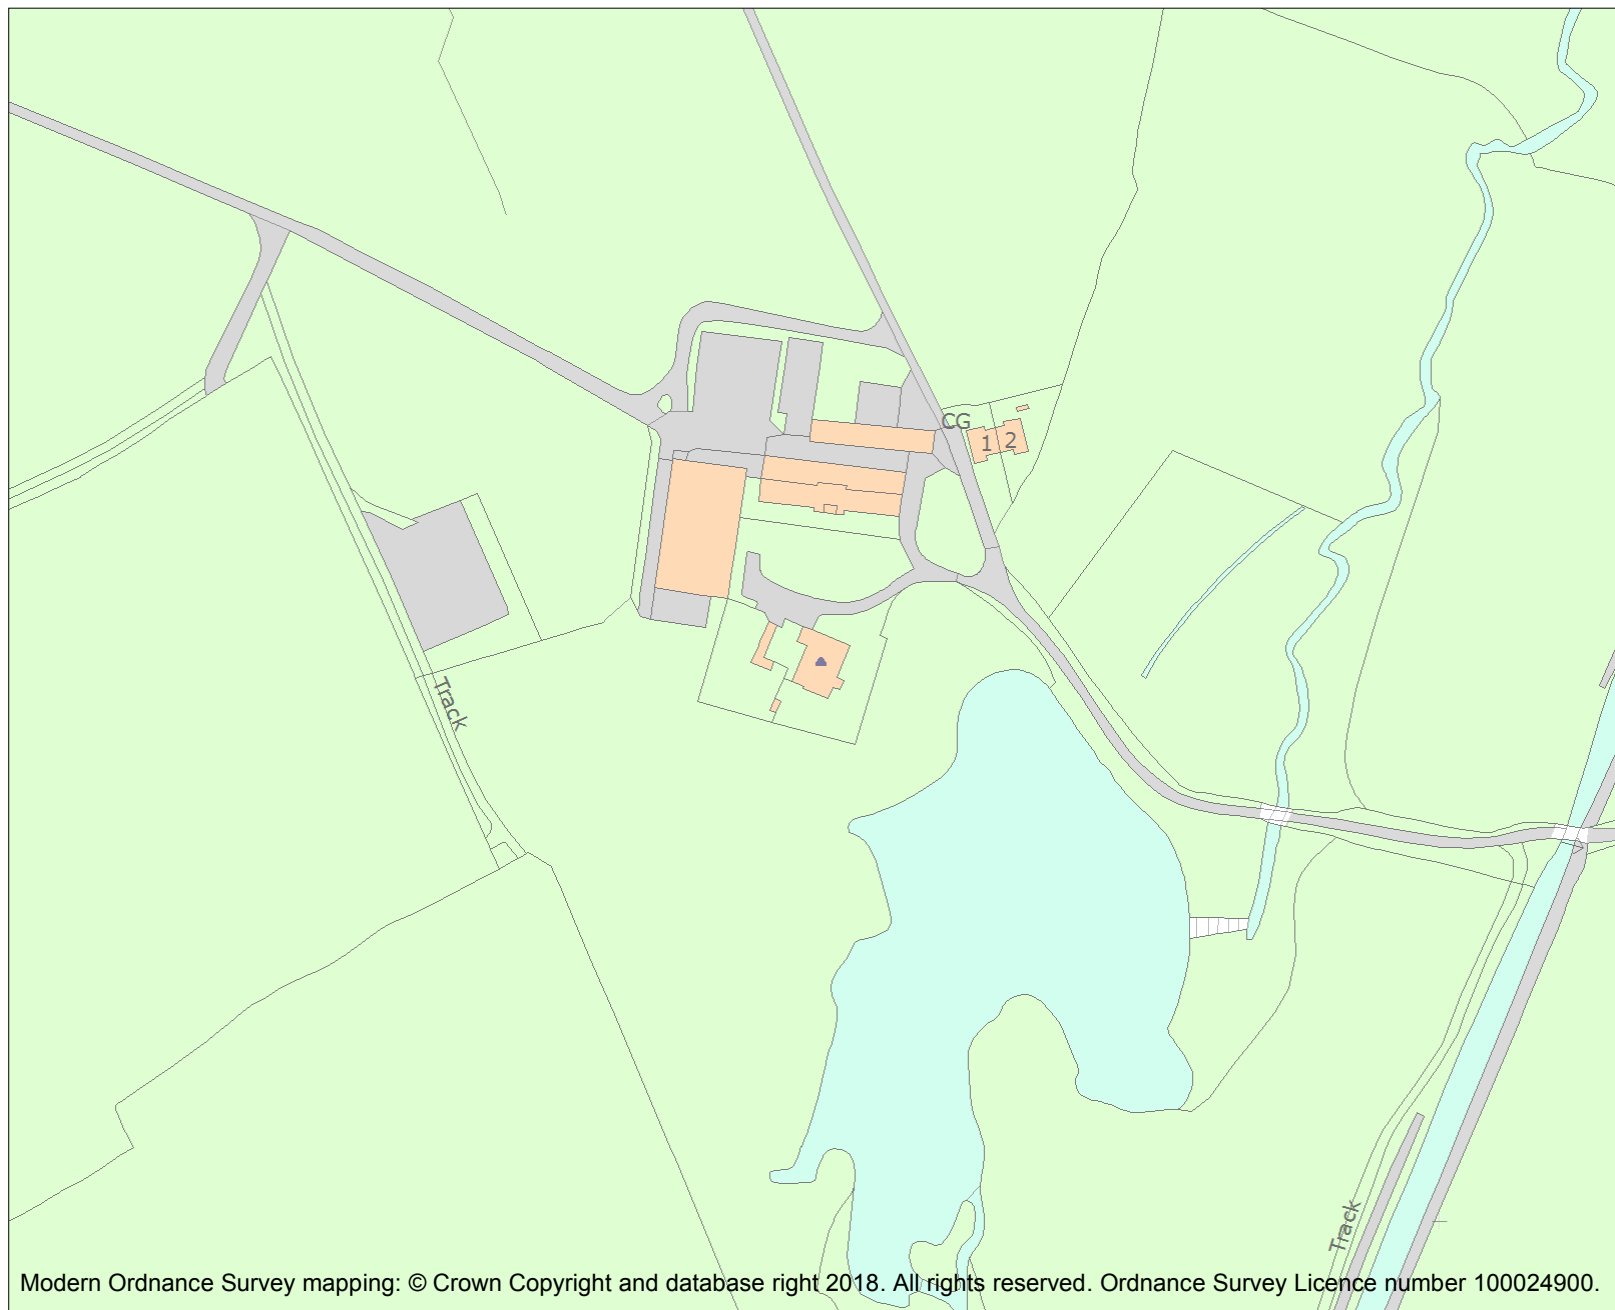 CG
1 2
Track
Track
Modern Ordnance Survey mapping: © Crown Copyright and database right 2018. All rights reserved. Ordnance Survey Licence number 100024900.